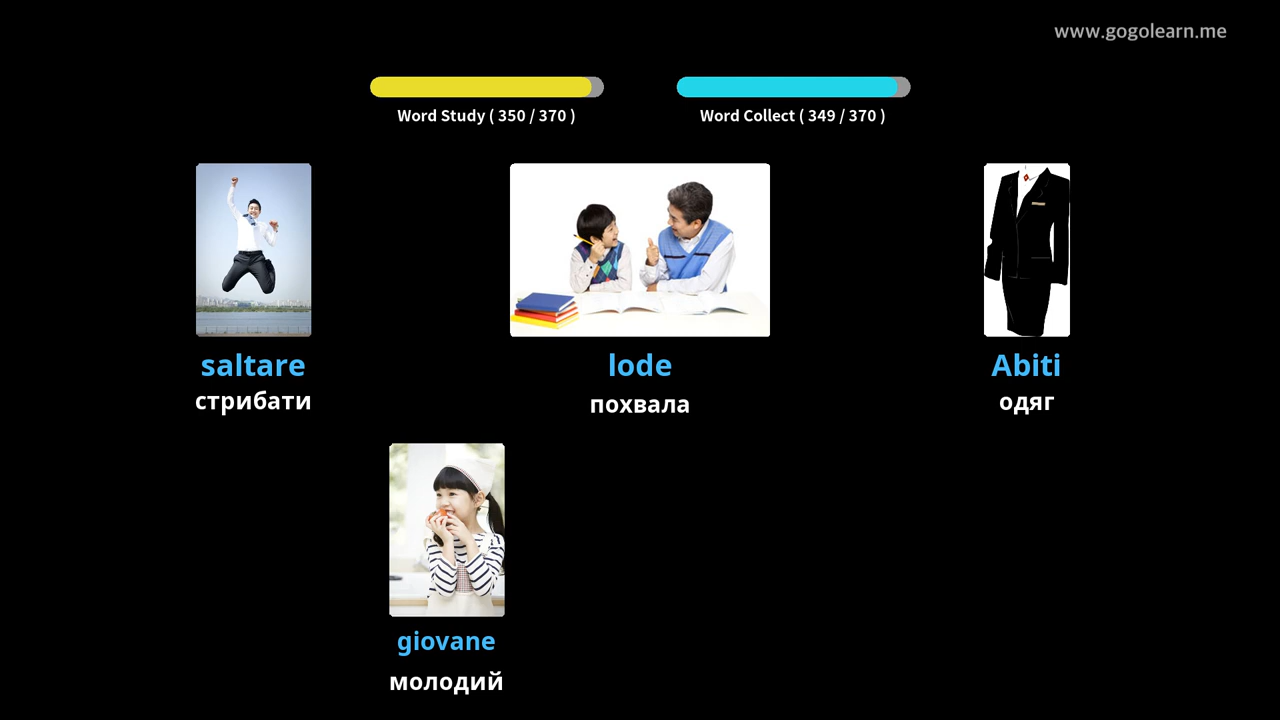 www.gogolearn.me
Word Study ( 350 / 370 )
Word Collect ( 349 / 370 )
saltare
стрибати
lode
похвала
Abiti
одяг
giovane
молодий